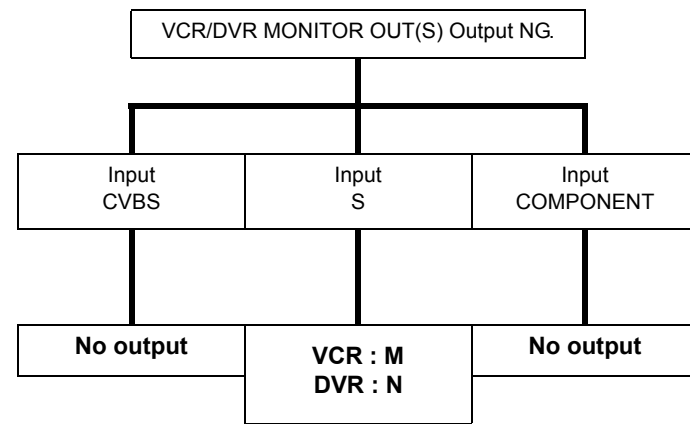 VCR/DVR MONITOR OUT(S) Output NG.
Input
CVBS
Input
S
Input
COMPONENT
No output
VCR : M
DVR : N
No output